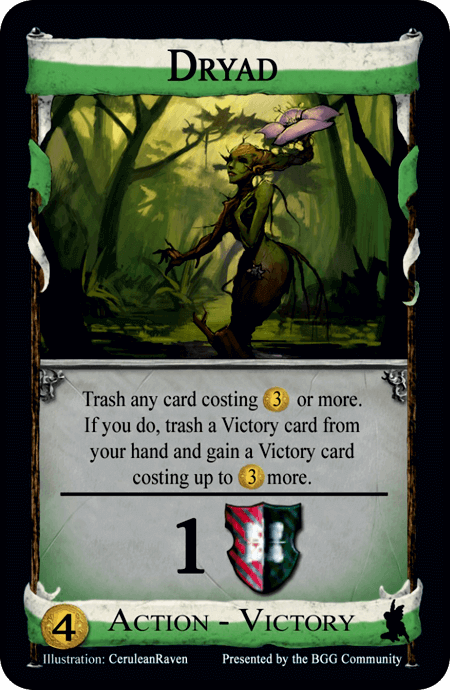 DRYAD
Trash any card costing 3 or more.
If you do, trash a Victory card from
your hand and gain a Victory card
costing up to 3 more.
1
4 ACTION - VICTORY
Illustration: CeruleanRaven Presented by the BGG Community